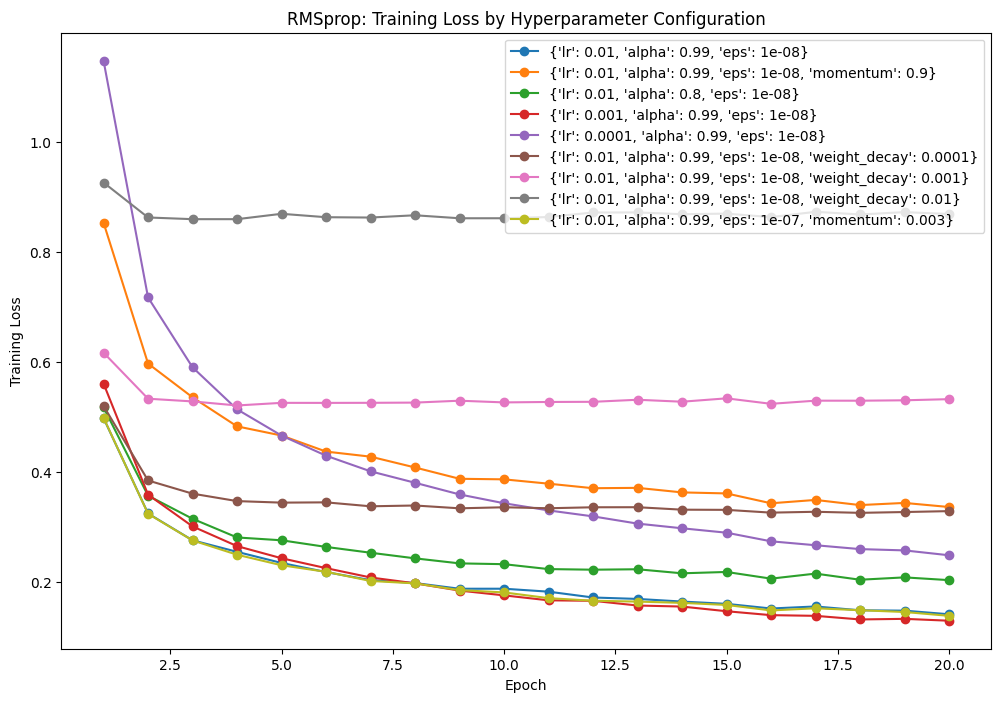 RMSprop: Training Loss by Hyperparameter Configuration
{'lr': 0.01, 'alpha': 0.99, 'eps': 1e-08}
{'lr': 0.01, 'alpha': 0.99, 'eps': 1e-08, 'momentum': 0.9}
{'lr': 0.01, 'alpha': 0.8, 'eps': 1e-08}
{'lr': 0.001, 'alpha': 0.99, 'eps': 1e-08}
{'lr': 0.0001, 'alpha': 0.99, 'eps': 1e-08}
{'lr': 0.01, 'alpha': 0.99, 'eps': 1e-08, 'weight_decay': 0.0001}
{'lr': 0.01, 'alpha': 0.99, 'eps': 1e-08, 'weight_decay': 0.001}
{'lr': 0.01, 'alpha': 0.99, 'eps': 1e-08, 'weight_decay': 0.01}
{'lr': 0.01, 'alpha': 0.99, 'eps': 1e-07, 'momentum': 0.003}
Training Loss
1.0
0.8
0.6
0.4
0.2
2.5 5.0 7.5 10.0 12.5 15.0 17.5 20.0
Epoch